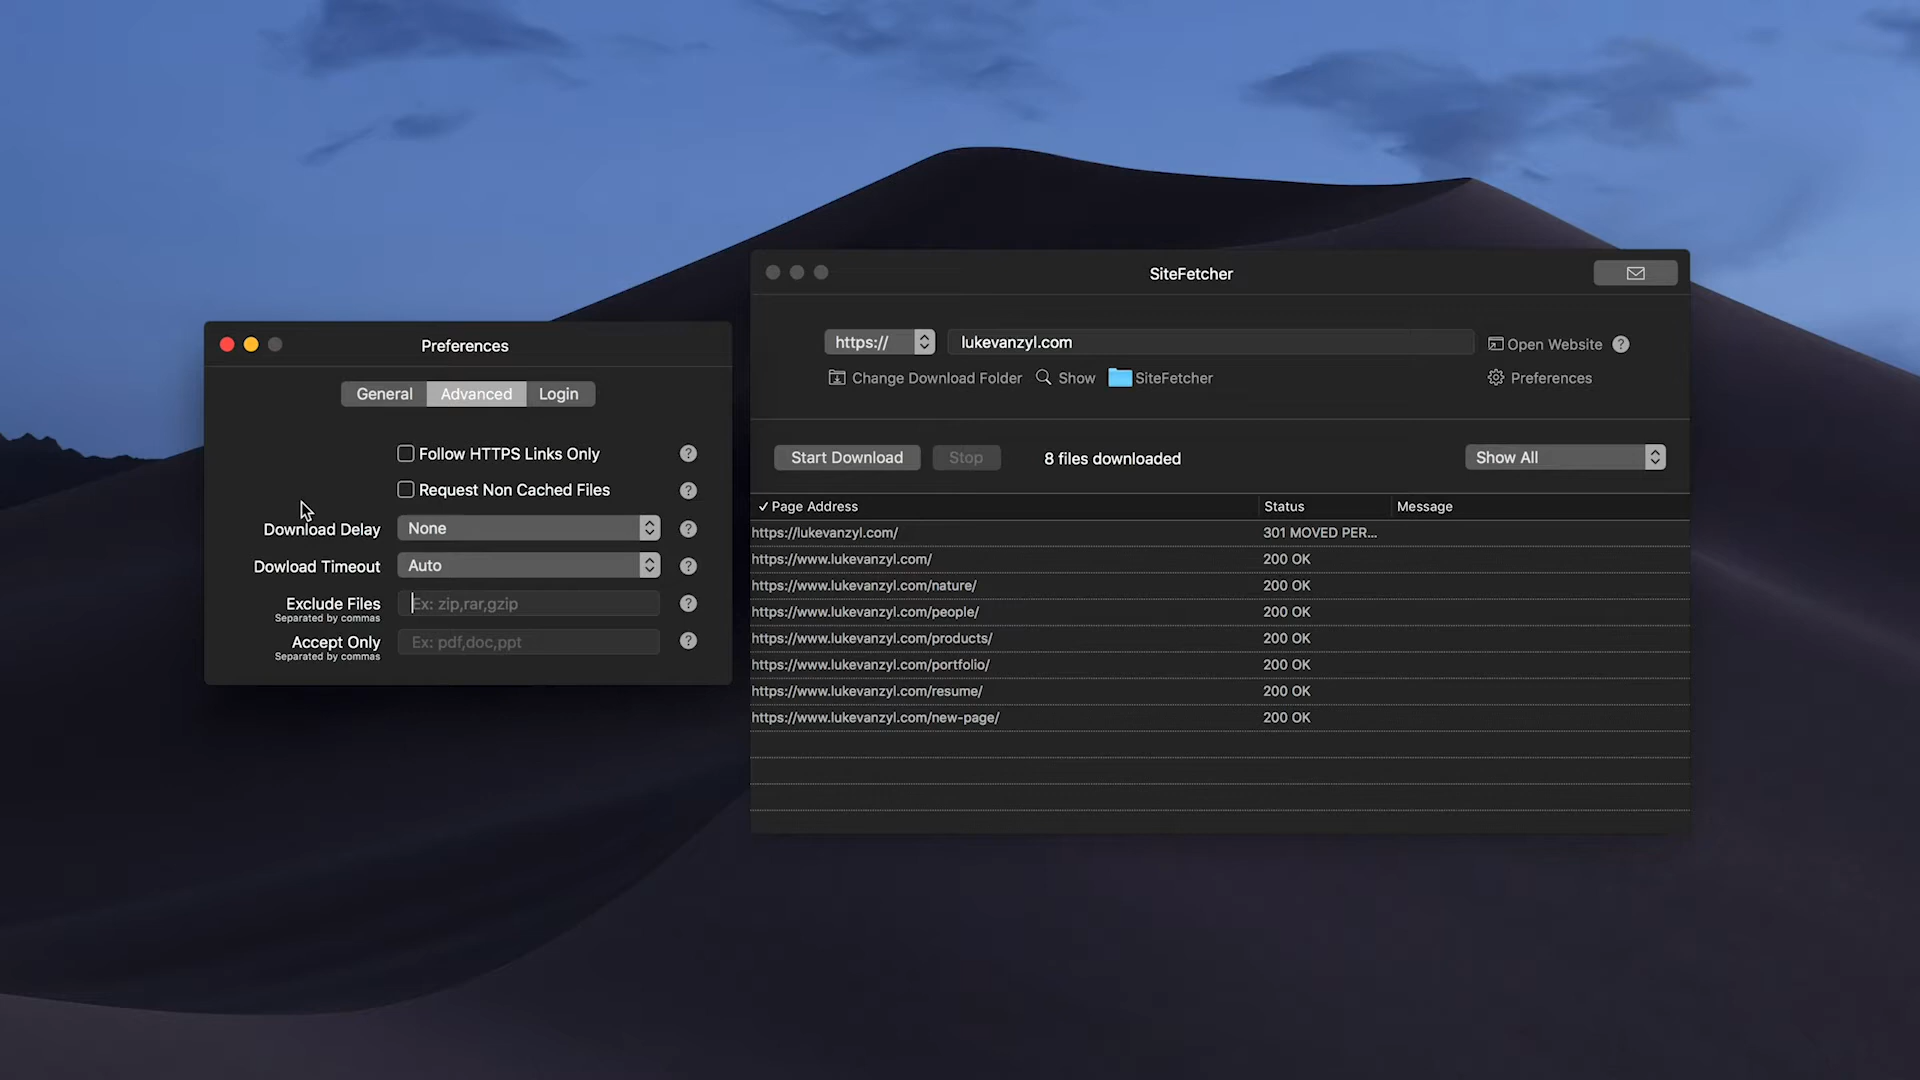 Preferences
General Advanced Login
Follow HTTPS Links Only ?
Request Non Cached Files ?
Download Delay None ?
Dowload Timeout Auto ?
Exclude Files Ex: zip,rar,gzip ?
Separated by commas
Accept Only Ex: pdf,doc,ppt ?
Separated by commas
SiteFetcher
https:// lukevanzyl.com Open Website ?
Change Download Folder Show SiteFetcher Preferences
Start Download Stop 8 files downloaded Show All
✓ Page Address Status Message
https://lukevanzyl.com/ 301 MOVED PER...
https://www.lukevanzyl.com/ 200 OK
https://www.lukevanzyl.com/nature/ 200 OK
https://www.lukevanzyl.com/people/ 200 OK
https://www.lukevanzyl.com/products/ 200 OK
https://www.lukevanzyl.com/portfolio/ 200 OK
https://www.lukevanzyl.com/resume/ 200 OK
https://www.lukevanzyl.com/new-page/ 200 OK